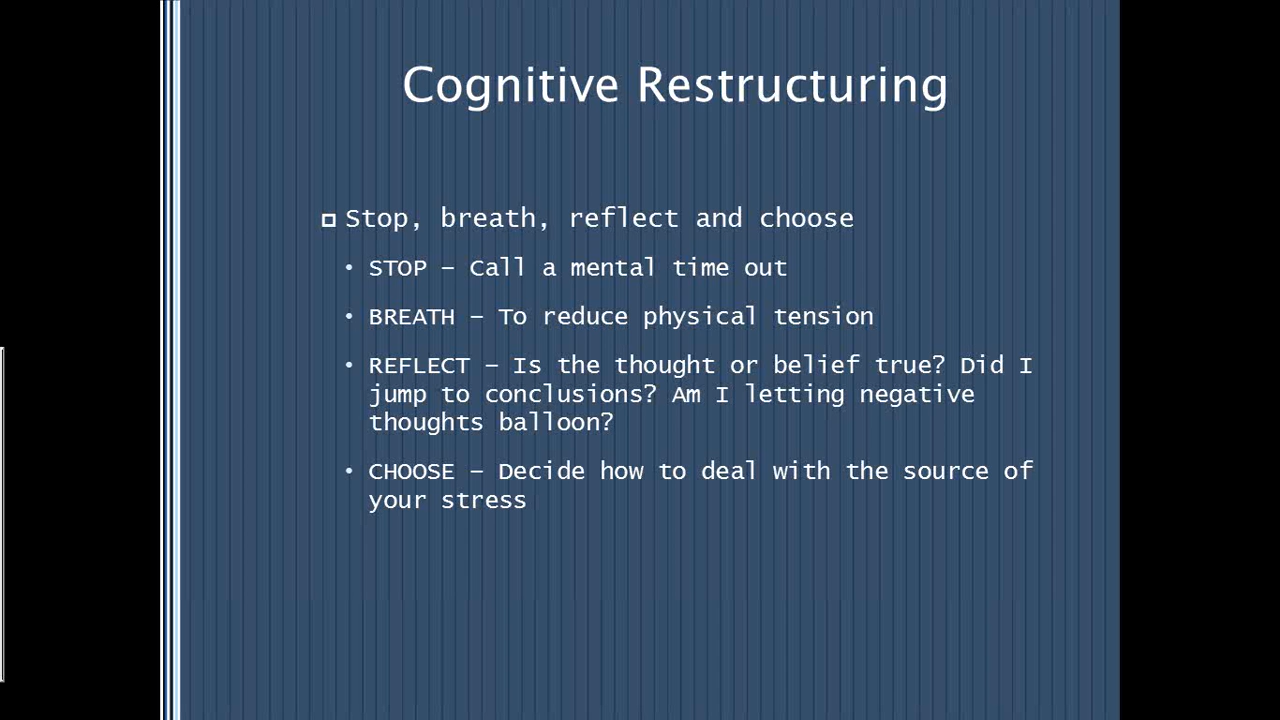 Cognitive Restructuring
Stop, breath, reflect and choose
• STOP – Call a mental time out
• BREATH – To reduce physical tension
• REFLECT – Is the thought or belief true? Did I
jump to conclusions? Am I letting negative
thoughts balloon?
• CHOOSE – Decide how to deal with the source of
your stress